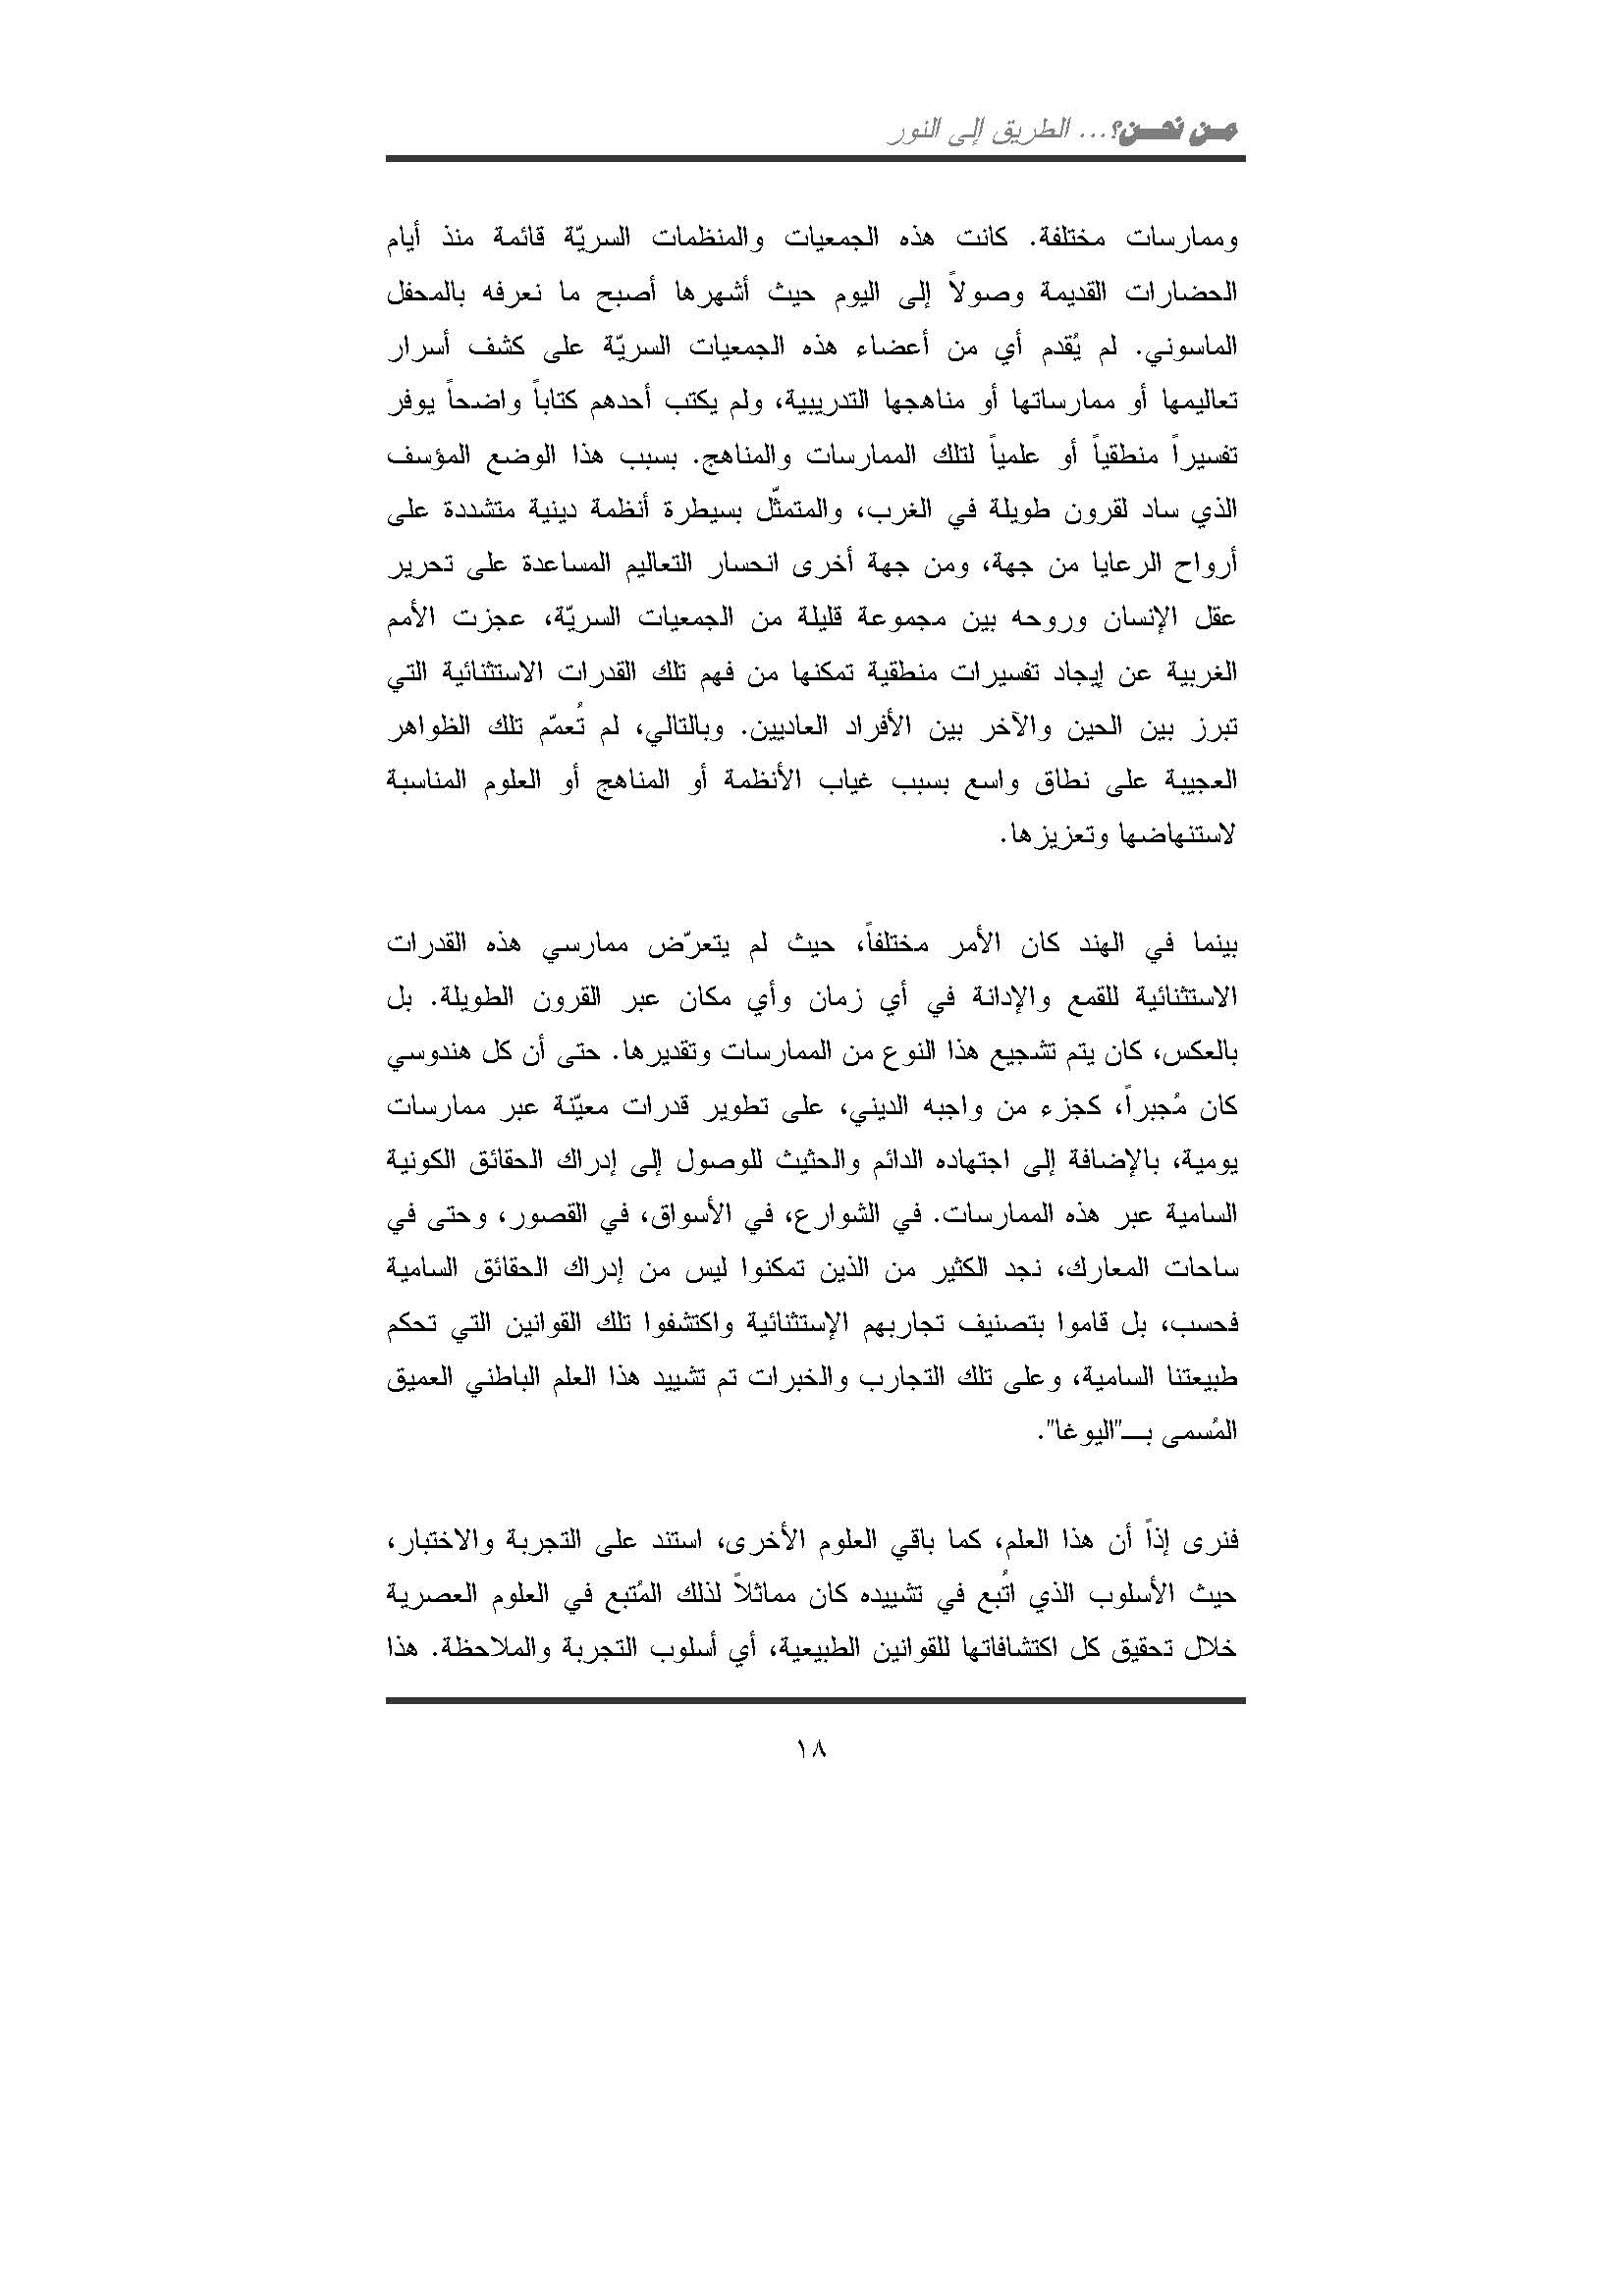 من نحن؟... الطريق إلى النور
وممارسات مختلفة. كانت هذه الجمعيات والمنظمات السريّة قائمة منذ أيام
الحضارات القديمة وصولاً إلى اليوم حيث أشهرها أصبح ما نعرفه بالمحفل
الماسوني. لم يُقدم أي من أعضاء هذه الجمعيات السريّة على كشف أسرار
تعاليمها أو ممارساتها أو مناهجها التدريبية، ولم يكتب أحدهم كتاباً واضحاً يوفر
تفسيراً منطقياً أو علمياً لتلك الممارسات والمناهج. بسبب هذا الوضع المؤسف
الذي ساد لقرون طويلة في الغرب، والمتمثّل بسيطرة أنظمة دينية متشددة على
أرواح الرعايا من جهة، ومن جهة أخرى انحسار التعاليم المساعدة على تحرير
عقل الإنسان وروحه بين مجموعة قليلة من الجمعيات السريّة، عجزت الأمم
الغربية عن إيجاد تفسيرات منطقية تمكنها من فهم تلك القدرات الاستثنائية التي
تبرز بين الحين والآخر بين الأفراد العاديين. وبالتالي، لم تُعمّم تلك الظواهر
العجيبة على نطاق واسع بسبب غياب الأنظمة أو المناهج أو العلوم المناسبة
لاستنهاضها وتعزيزها.
بينما في الهند كان الأمر مختلفاً، حيث لم يتعرّض ممارسي هذه القدرات
الاستثنائية للقمع والإدانة في أي زمان وأي مكان عبر القرون الطويلة. بل
بالعكس، كان يتم تشجيع هذا النوع من الممارسات وتقديرها. حتى أن كل هندوسي
كان مُجبراً، كجزء من واجبه الديني، على تطوير قدرات معيّنة عبر ممارسات
يومية، بالإضافة إلى اجتهاده الدائم والحثيث للوصول إلى إدراك الحقائق الكونية
السامية عبر هذه الممارسات. في الشوارع، في الأسواق، في القصور، وحتى في
ساحات المعارك، نجد الكثير من الذين تمكنوا ليس من إدراك الحقائق السامية
فحسب، بل قاموا بتصنيف تجاربهم الإستثنائية واكتشفوا تلك القوانين التي تحكم
طبيعتنا السامية، وعلى تلك التجارب والخبرات تم تشييد هذا العلم الباطني العميق
المُسمى بـ"اليوغا".
فنرى إذاً أن هذا العلم، كما باقي العلوم الأخرى، استند على التجربة والاختبار،
حيث الأسلوب الذي اتُبع في تشييده كان مماثلاً لذلك المُتبع في العلوم العصرية
خلال تحقيق كل اكتشافاتها للقوانين الطبيعية، أي أسلوب التجربة والملاحظة. هذا
١٨